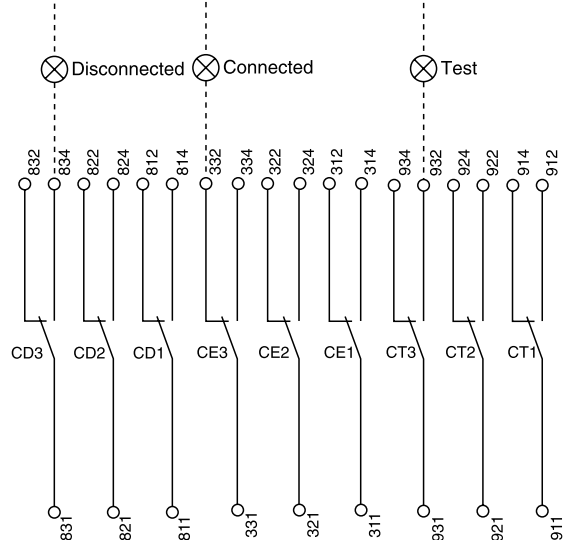 Disconnected Connected Test
832 834 822 824 812 814 332 334 322 324 312 314 934 932 924 922 914 912
CD3 CD2 CD1 CE3 CE2 CE1 CT3 CT2 CT1
831 821 811 331 321 311 931 921 911